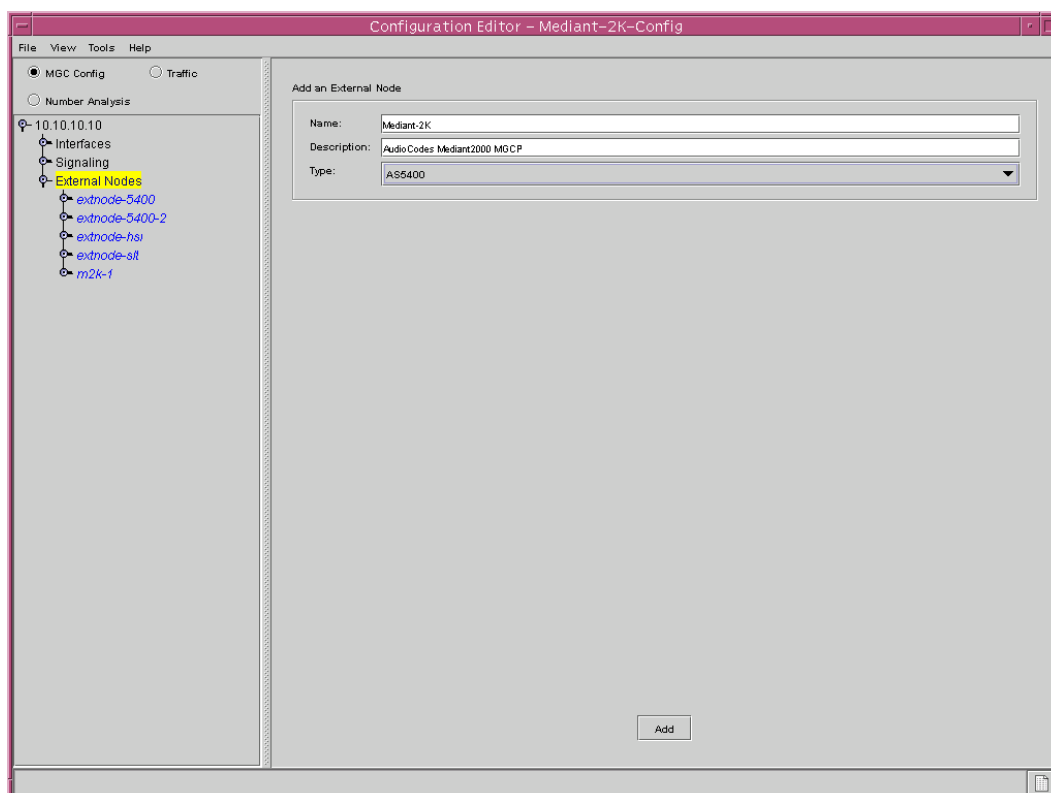 Configuration Editor – Mediant–2K–Config
File View Tools Help
MGC Config Traffic
Number Analysis
10.10.10.10
Interfaces
Signaling
External Nodes
extnode-5400
extnode-5400-2
extnode-hsi
extnode-slt
m2k-1
Add an External Node
Name: Mediant-2K
Description: AudioCodes Mediant2000 MGCP
Type: AS5400
Add